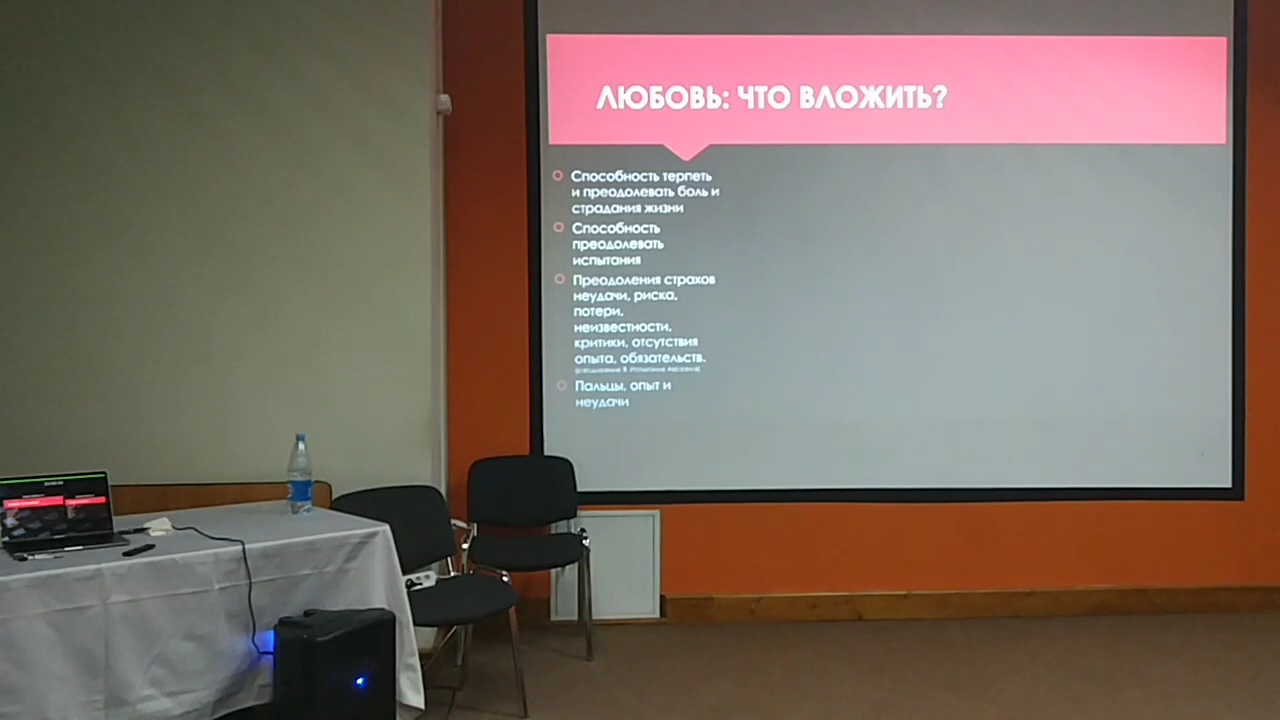 ЛЮБОВЬ: ЧТО ВЛОЖИТЬ?
Способность терпеть
и преодолевать боль и
страдания жизни
Способность
преодолевать
испытания
Преодоления страхов
неудачи, риска,
потери,
неизвестности,
критики, отсутствия
опыта, обязательств.
Пальцы, опыт и
неудачи